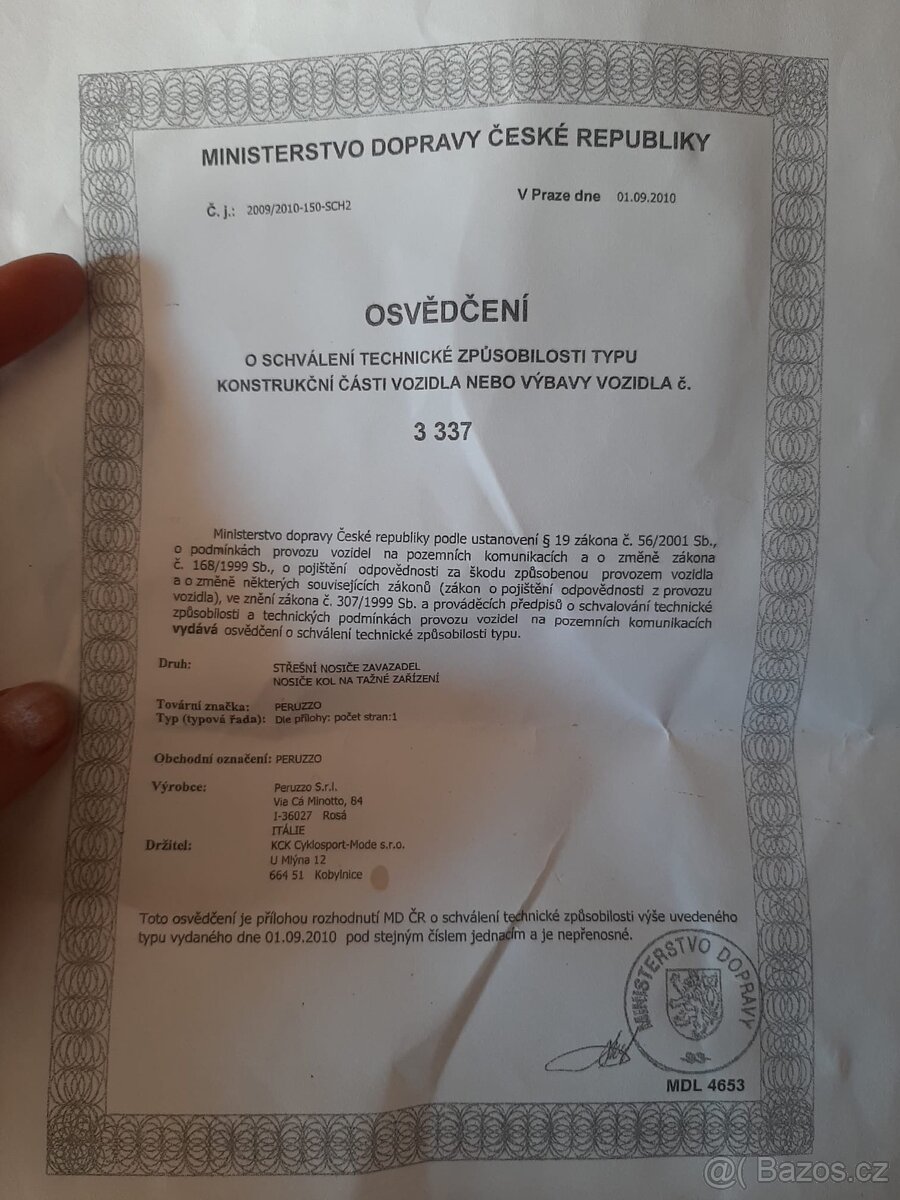 MINISTERSTVO DOPRAVY ČESKÉ REPUBLIKY
Č. j.: 2009/2010-150-SCH2
V Praze dne 01.09.2010
OSVĚDČENÍ
O SCHVÁLENÍ TECHNICKÉ ZPŮSOBILOSTI TYPU
KONSTRUKČNÍ ČÁSTI VOZIDLA NEBO VÝBAVY VOZIDLA č.
3 337
Ministerstvo dopravy České republiky podle ustanovení § 19 zákona č. 56/2001 Sb.,
o podmínkách provozu vozidel na pozemních komunikacích a o změně zákona
č. 168/1999 Sb., o pojištění odpovědnosti za škodu způsobenou provozem vozidla
a o změně některých souvisejících zákonů (zákon o pojištění odpovědnosti z provozu
vozidla), ve znění zákona č. 307/1999 Sb. a prováděcích předpisů o schvalování technické
způsobilosti a technických podmínkách provozu vozidel na pozemních komunikacích
vydává osvědčení o schválení technické způsobilosti typu.
Druh: STŘEŠNÍ NOSIČE ZAVAZADEL
NOSIČE KOL NA TAŽNÉ ZAŘÍZENÍ
Tovární značka: PERUZZO
Typ (typová řada): Dle přílohy: počet stran:1
Obchodní označení: PERUZZO
Výrobce: Peruzzo S.r.l.
Via Cá Minotto, 84
I-36027 Rosá
ITÁLIE
Držitel: KCK Cyklosport-Mode s.r.o.
U Mlýna 12
664 51 Kobylnice
Toto osvědčení je přílohou rozhodnutí MD ČR o schválení technické způsobilosti výše uvedeného
typu vydaného dne 01.09.2010 pod stejným číslem jednacím a je nepřenosné.
MINISTERSTVO DOPRAVY
MDL 4653
@( Bazos.cz